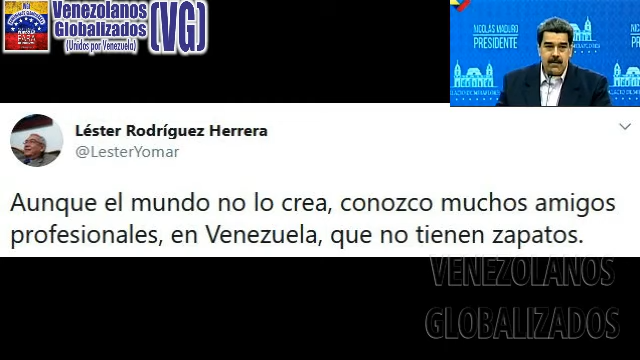 Venezolanos
Globalizados
(Unidos por Venezuela)
(VG)
NICOLÁS MADURO
PRESIDENTE
Léster Rodríguez Herrera
@LesterYomar
Aunque el mundo no lo crea, conozco muchos amigos
profesionales, en Venezuela, que no tienen zapatos.
VENEZOLANOS
GLOBALIZADOS